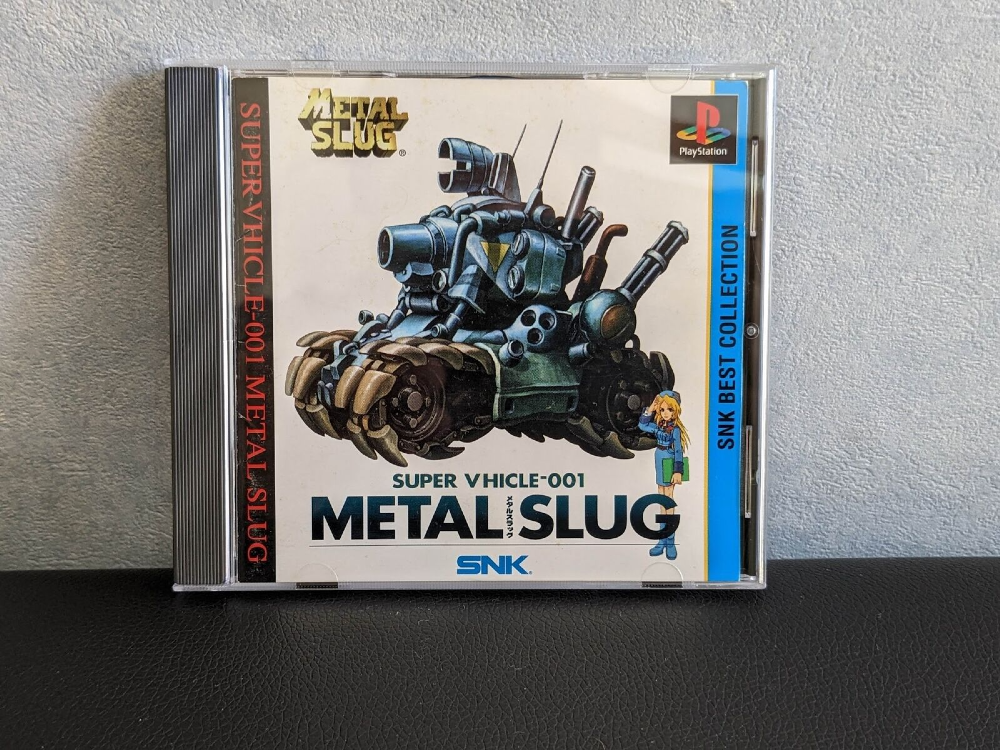 SUPER VHICLE-001 METAL SLUG
METAL
SLUG®
PlayStation
SNK BEST COLLECTION
SUPER VHICLE-001
METAL SLUG
メタルスラッグ
SNK®